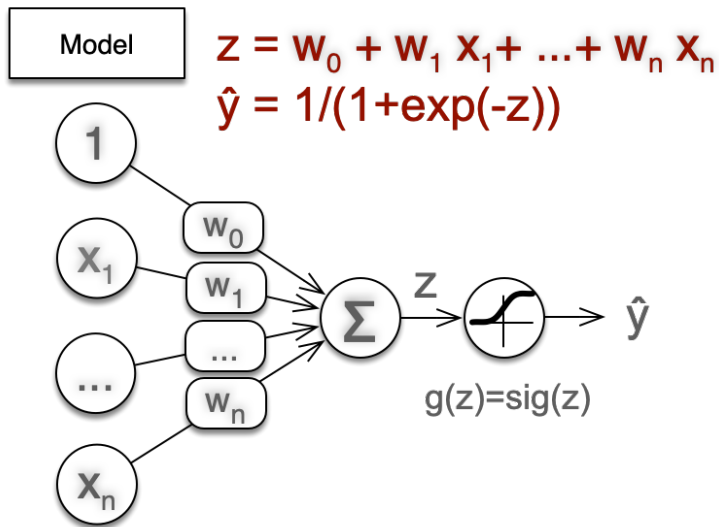 Model
z = w₀ + w₁ x₁+ ...+ wₙ xₙ
ŷ = 1/(1+exp(-z))
1
w₀
x₁
w₁
Σ
z
ŷ
...
...
wₙ
g(z)=sig(z)
xₙ